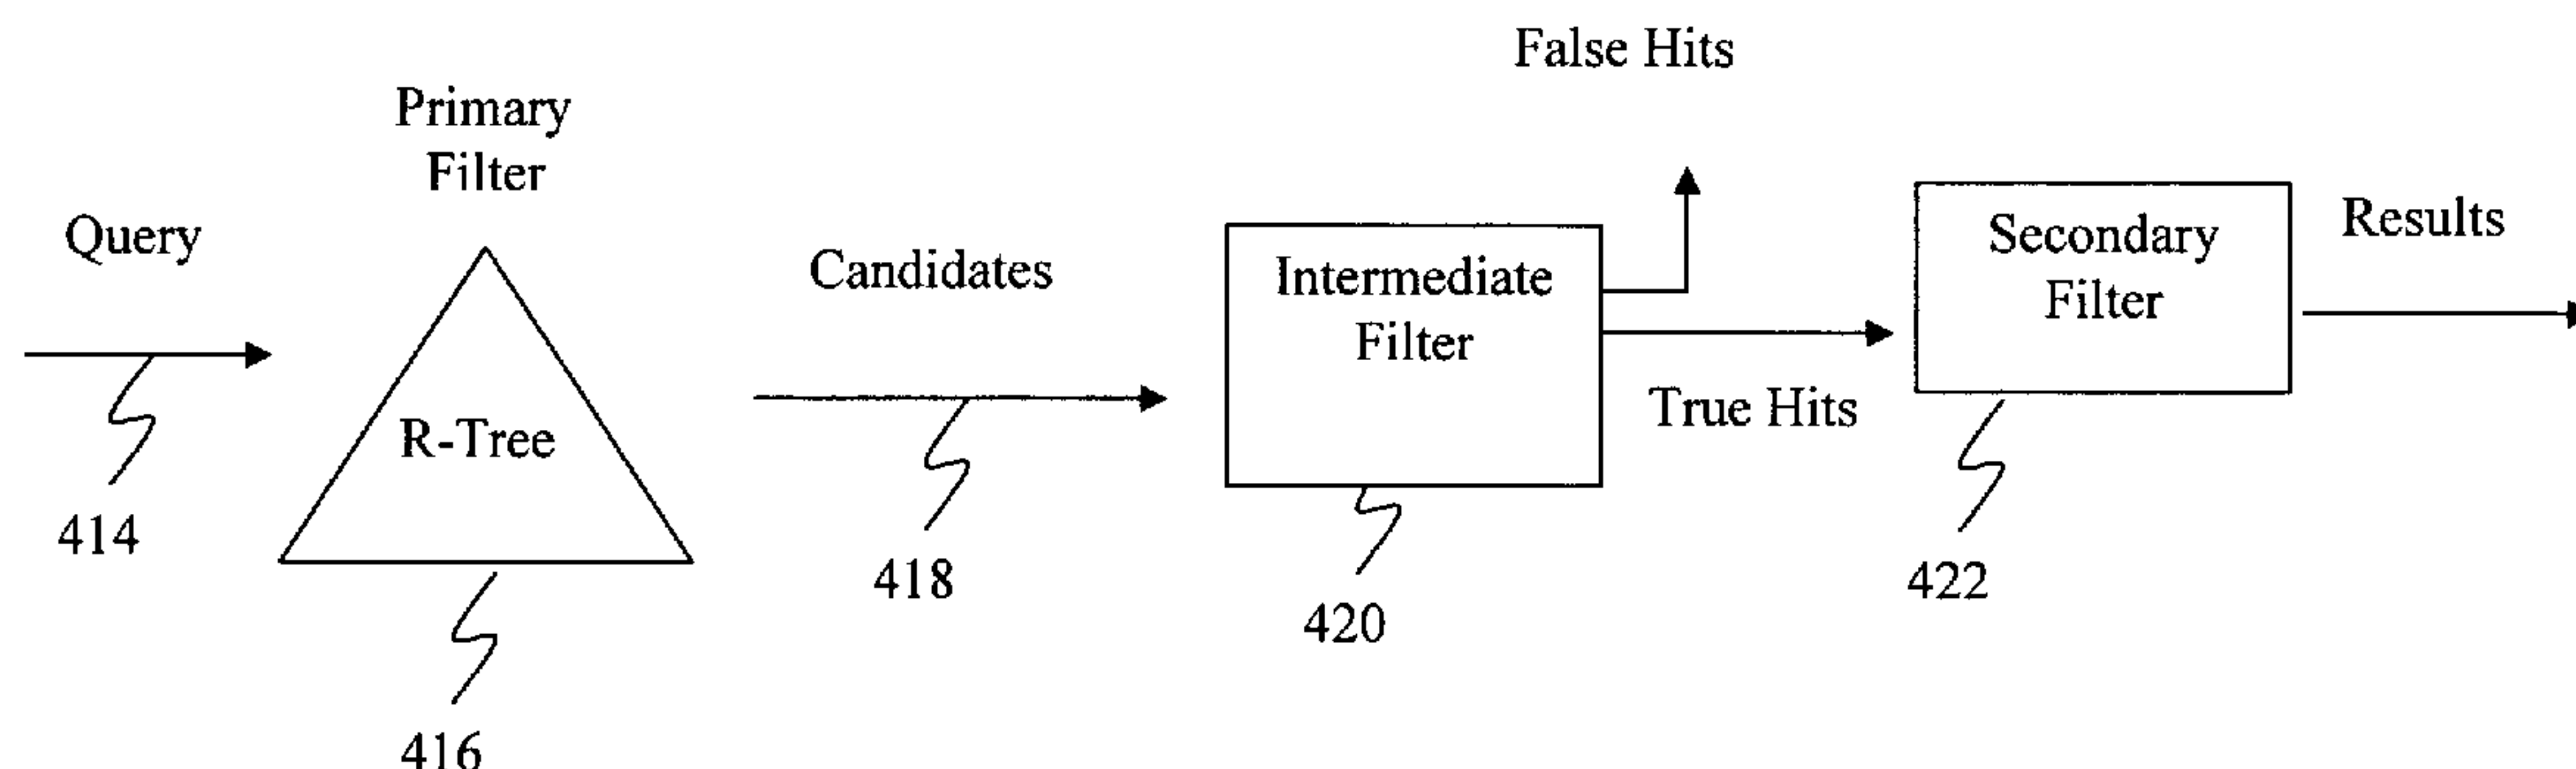 False Hits
Primary
Filter
Query
Candidates
Intermediate
Filter
Secondary
Filter
Results
R-Tree
True Hits
414
416
418
420
422